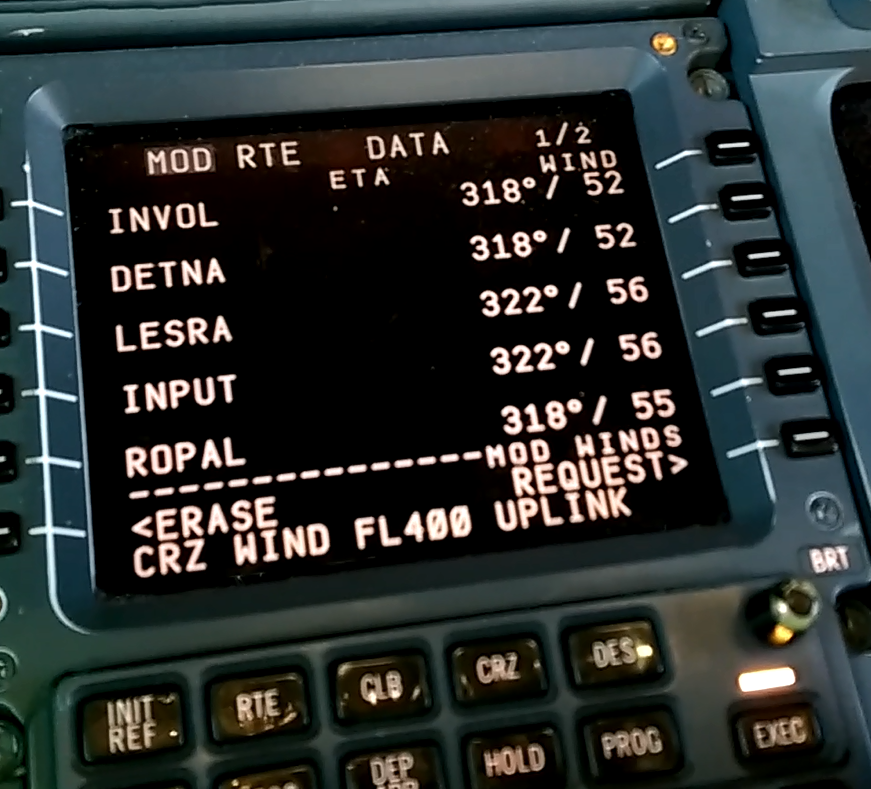 MOD RTE DATA 1/2
ETA WIND
INVOL 318°/ 52
DETNA 318°/ 52
LESRA 322°/ 56
INPUT 322°/ 56
ROPAL 318°/ 55
--------------MOD WINDS
<ERASE REQUEST>
CRZ WIND FL400 UPLINK
BRT
INIT REF
RTE
CLB
CRZ
DES
DEP
HOLD
PROG
EXEC